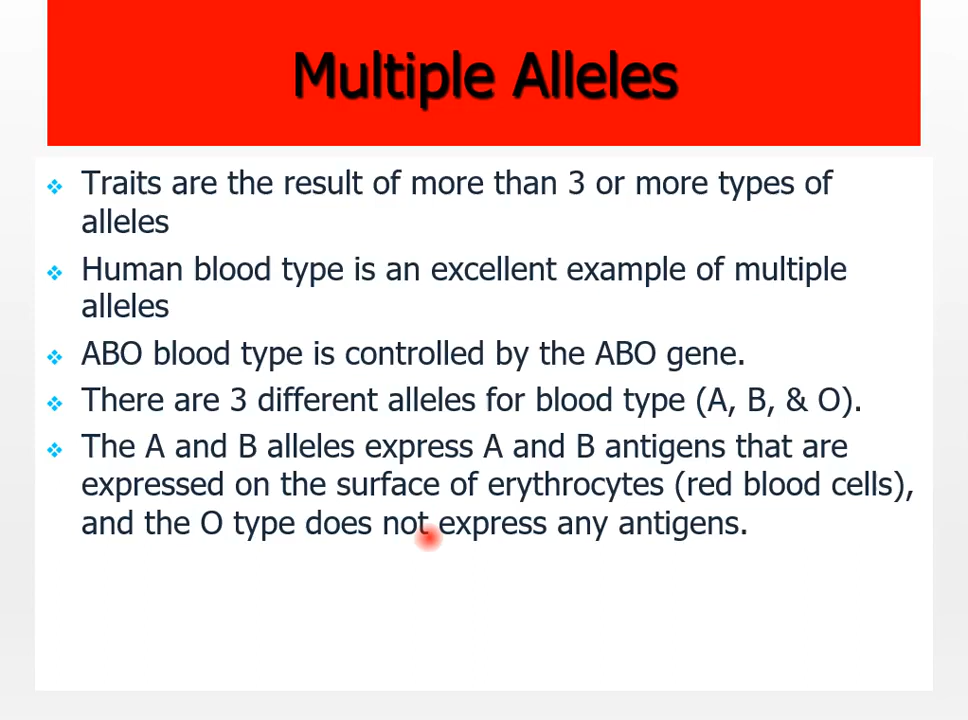 Multiple Alleles
Traits are the result of more than 3 or more types of
alleles
Human blood type is an excellent example of multiple
alleles
ABO blood type is controlled by the ABO gene.
There are 3 different alleles for blood type (A, B, & O).
The A and B alleles express A and B antigens that are
expressed on the surface of erythrocytes (red blood cells),
and the O type does not express any antigens.